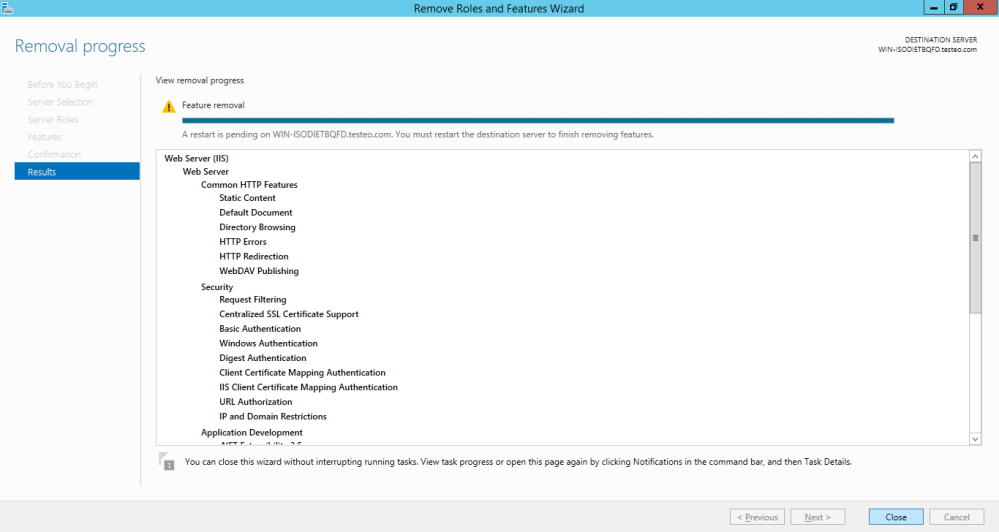 Remove Roles and Features Wizard
Removal progress
DESTINATION SERVER
WIN-ISODIETBQFD.testeo.com
Before You Begin
Server Selection
Server Roles
Features
Confirmation
Results
View removal progress
Feature removal
A restart is pending on WIN-ISODIETBQFD.testeo.com. You must restart the destination server to finish removing features.
Web Server (IIS)
Web Server
Common HTTP Features
Static Content
Default Document
Directory Browsing
HTTP Errors
HTTP Redirection
WebDAV Publishing
Security
Request Filtering
Centralized SSL Certificate Support
Basic Authentication
Windows Authentication
Digest Authentication
Client Certificate Mapping Authentication
IIS Client Certificate Mapping Authentication
URL Authorization
IP and Domain Restrictions
Application Development
1
You can close this wizard without interrupting running tasks. View task progress or open this page again by clicking Notifications in the command bar, and then Task Details.
< Previous
Next >
Close
Cancel